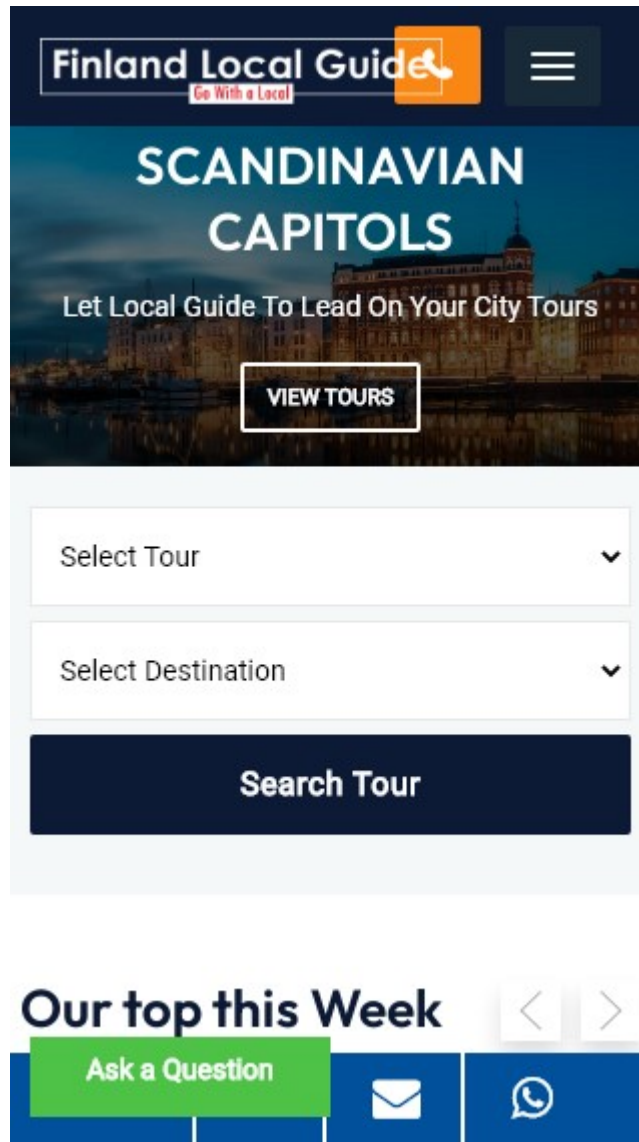 Finland Local Guide
Go With a Local
SCANDINAVIAN
CAPITOLS
Let Local Guide To Lead On Your City Tours
VIEW TOURS
Select Tour
Select Destination
Search Tour
Our top this Week
Ask a Question